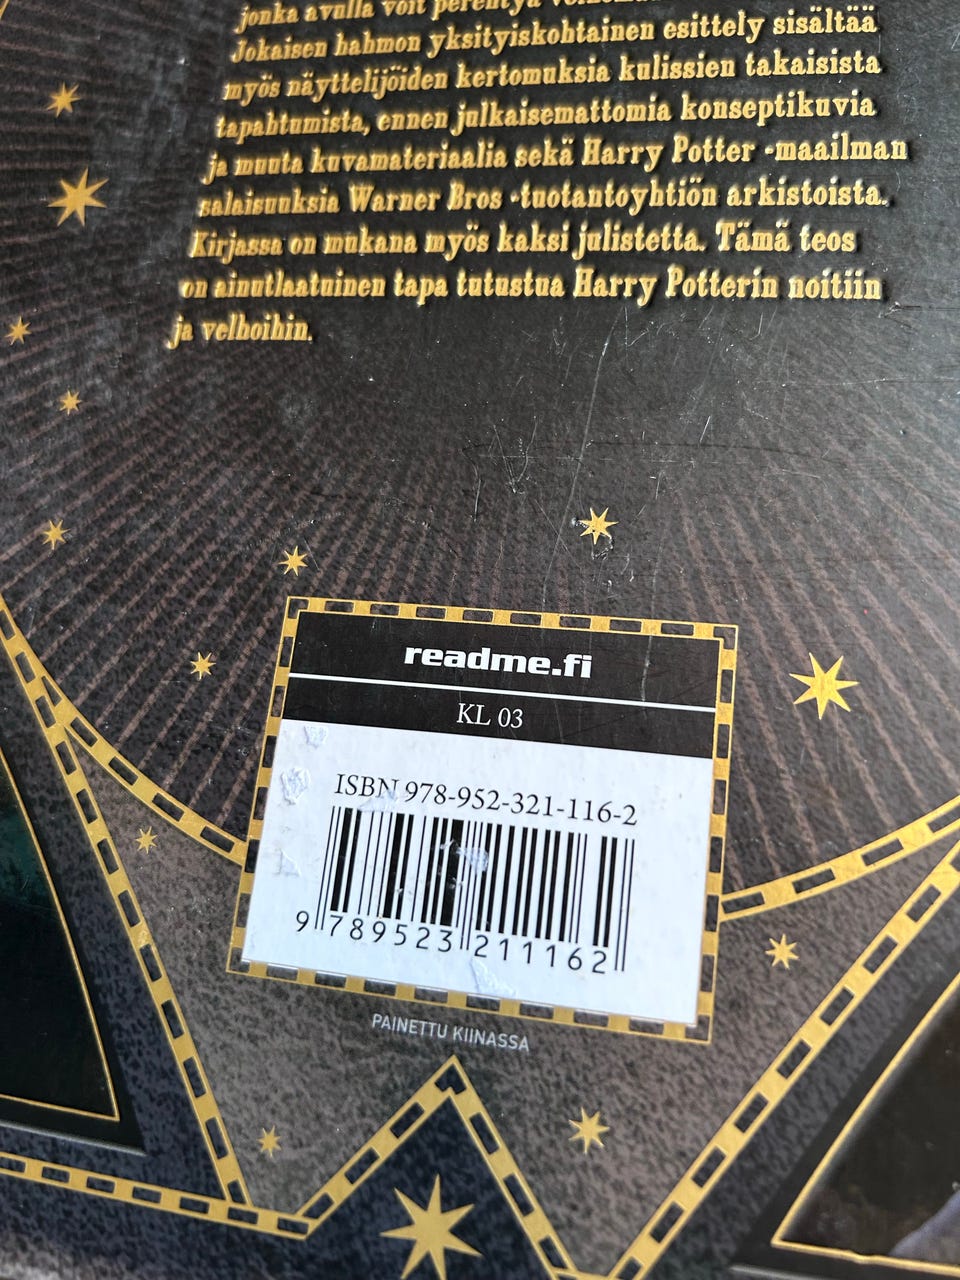 jonka avulla voit perehtyä
Jokaisen hahmon yksityiskohtainen esittely sisältää
myös näyttelijöiden kertomuksia kulissien takaisista
tapahtumista, ennen julkaisemattomia konseptikuvia
ja muuta kuvamateriaalia sekä Harry Potter -maailman
salaisuuksia Warner Bros -tuotantoyhtiön arkistoista.
Kirjassa on mukana myös kaksi julistetta. Tämä teos
on ainutlaatuinen tapa tutustua Harry Potterin noitiin
ja velhoihin.
readme.fi
KL 03
ISBN 978-952-321-116-2
9 789523 211162
PAINETTU KIINASSA